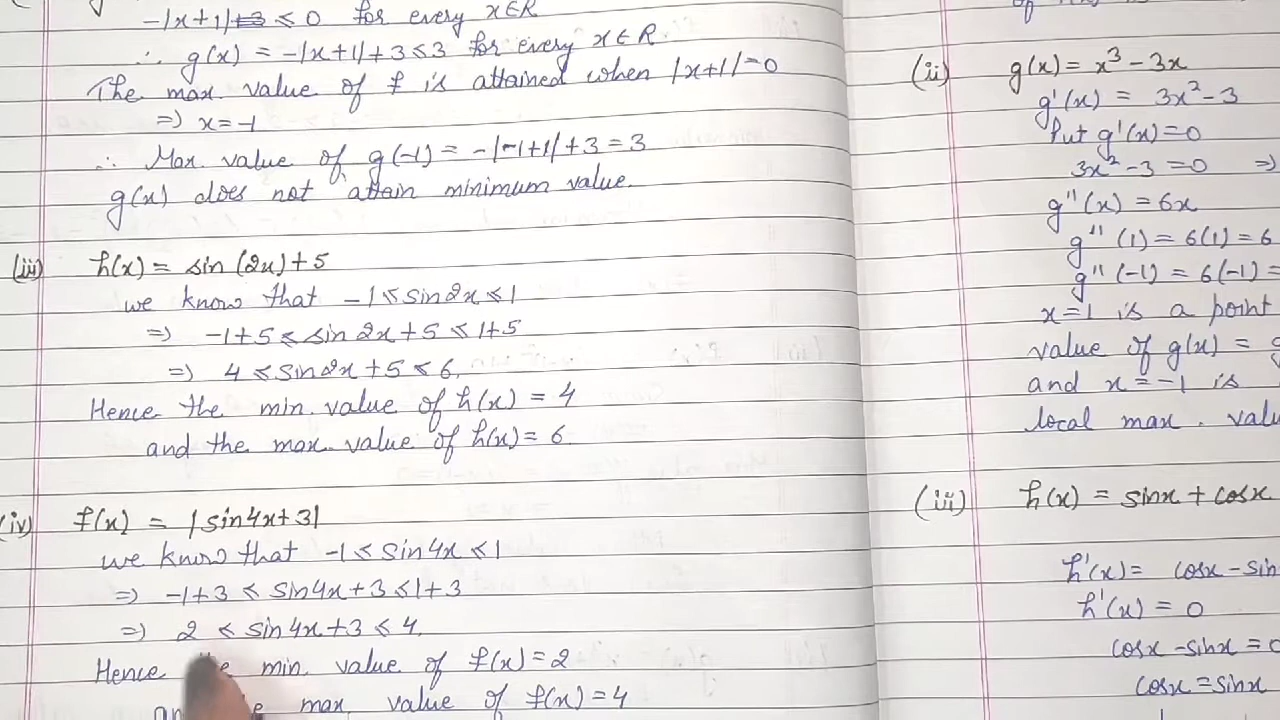 -|x+1|+3 ≤ 0 for every x∈R
∴ g(x) = -|x+1|+3 ≤ 3 for every x∈R
The max value of f is attained when |x+1|=0
=) x=-1
∴ Max. value of g(-1) = -|-1+1|+3 = 3
g(x) does not attain minimum value.
(iii) h(x) = sin(2x)+5
we know that -1 ≤ sin2x ≤ 1
=) -1+5 ≤ sin 2x+5 ≤ 1+5
=) 4 ≤ sin2x+5 ≤ 6.
Hence the min. value of h(x) = 4
and the max. value of h(x) = 6
(iv) f(x) = |sin4x+3|
we know that -1 ≤ sin4x ≤ 1
=) -1+3 ≤ sin4x+3 ≤ 1+3
=) 2 ≤ sin4x+3 ≤ 4.
Hence the min. value of f(x)=2
max. value of f(x)=4
(ii) g(x) = x³-3x
g'(x) = 3x²-3
Put g'(x)=0
3x²-3=0 =)
g''(x) = 6x
g''(1) = 6(1) = 6
g''(-1) = 6(-1) =
x=1 is a point
value of g(x) =
and x=-1 is
local max. valu
(iii) h(x) = sinx + cosx
h'(x) = cosx - sin
h'(x) = 0
cosx - sinx =
cosx = sinx